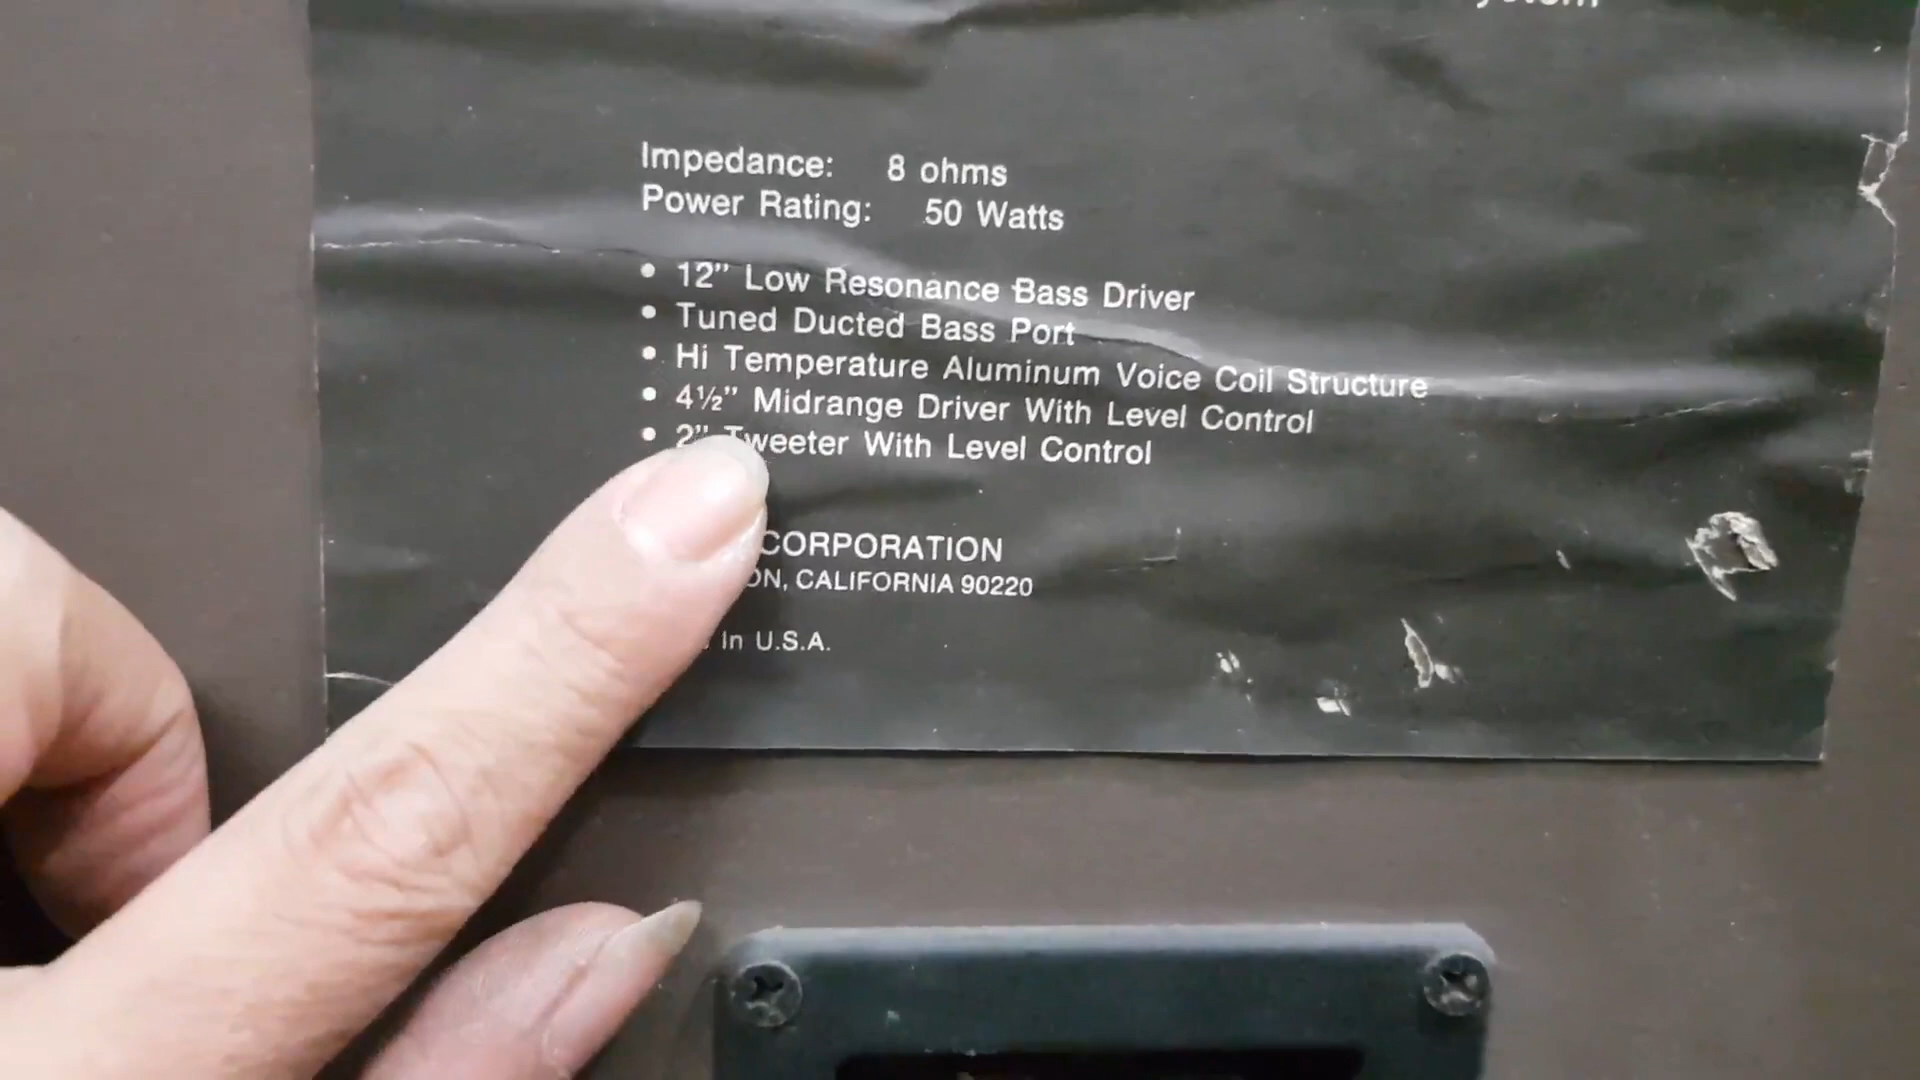 Impedance: 8 ohms
Power Rating: 50 Watts
• 12” Low Resonance Bass Driver
• Tuned Ducted Bass Port
• Hi Temperature Aluminum Voice Coil Structure
• 4½” Midrange Driver With Level Control
• 2” Tweeter With Level Control
CORPORATION
CALIFORNIA 90220
In U.S.A.